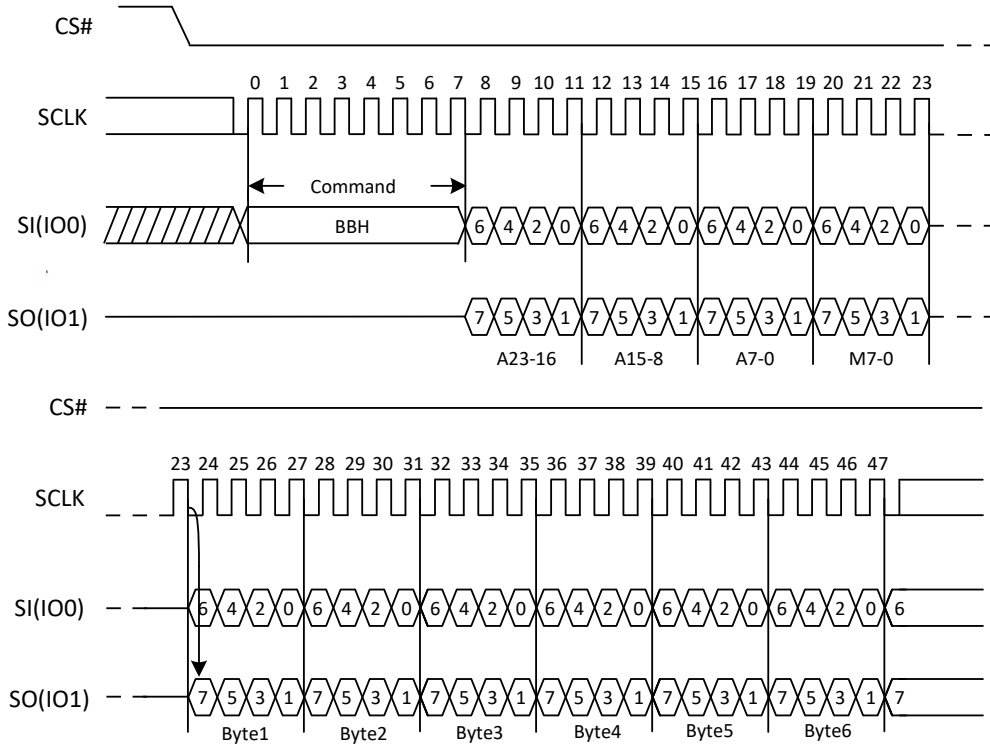 CS#
0 1 2 3 4 5 6 7 8 9 10 11 12 13 14 15 16 17 18 19 20 21 22 23
SCLK
Command
SI(IO0) BBH 6 4 2 0 6 4 2 0 6 4 2 0 6 4 2 0
SO(IO1) 7 5 3 1 7 5 3 1 7 5 3 1 7 5 3 1
A23-16 A15-8 A7-0 M7-0
CS#
23 24 25 26 27 28 29 30 31 32 33 34 35 36 37 38 39 40 41 42 43 44 45 46 47
SCLK
SI(IO0) 6 4 2 0 6 4 2 0 6 4 2 0 6 4 2 0 6 4 2 0 6 4 2 0 6
SO(IO1) 7 5 3 1 7 5 3 1 7 5 3 1 7 5 3 1 7 5 3 1 7 5 3 1 7
Byte1 Byte2 Byte3 Byte4 Byte5 Byte6